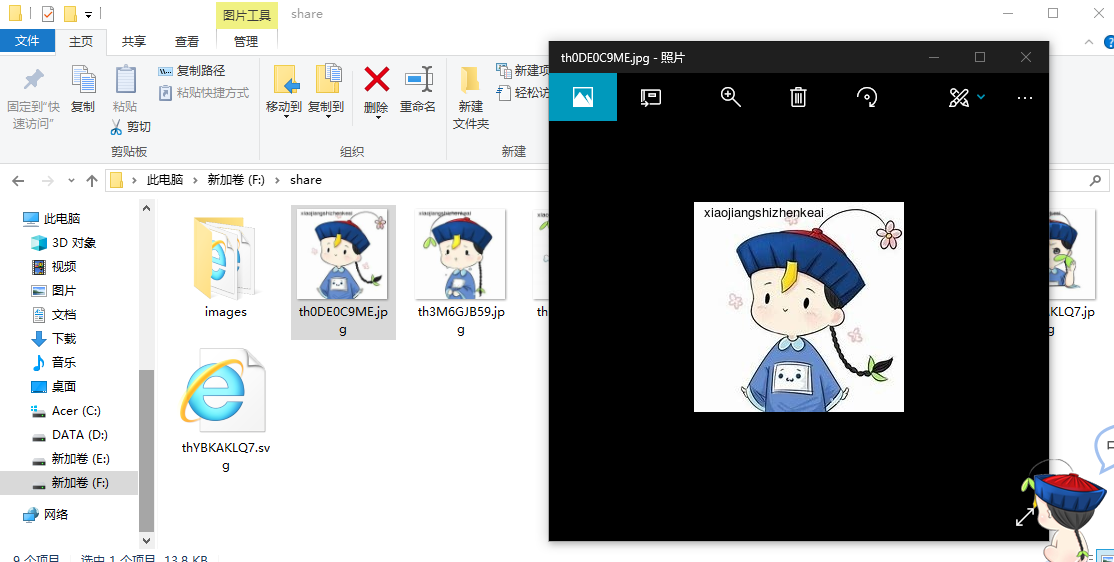 图片工具
share
文件
主页
共享
查看
管理
固定到"快
速访问"
复制
粘贴
复制路径
粘贴快捷方式
剪切
剪贴板
移动到
复制到
删除
重命名
组织
新建
文件夹
新建项
轻松访
新建
此电脑
新加卷 (F:)
share
此电脑
3D 对象
视频
图片
文档
下载
音乐
桌面
Acer (C:)
DATA (D:)
新加卷 (E:)
新加卷 (F:)
网络
xiaojiangshizhenkeai
xiaojiangshizhenkeai
images
th0DE0C9ME.jp
g
th3M6GJB59.jp
g
th
KLQ7.jp
g
thYBKAKLQ7.sv
g
9 个项目
选中 1 个项目
13.8 KB
th0DE0C9ME.jpg - 照片
xiaojiangshizhenkeai